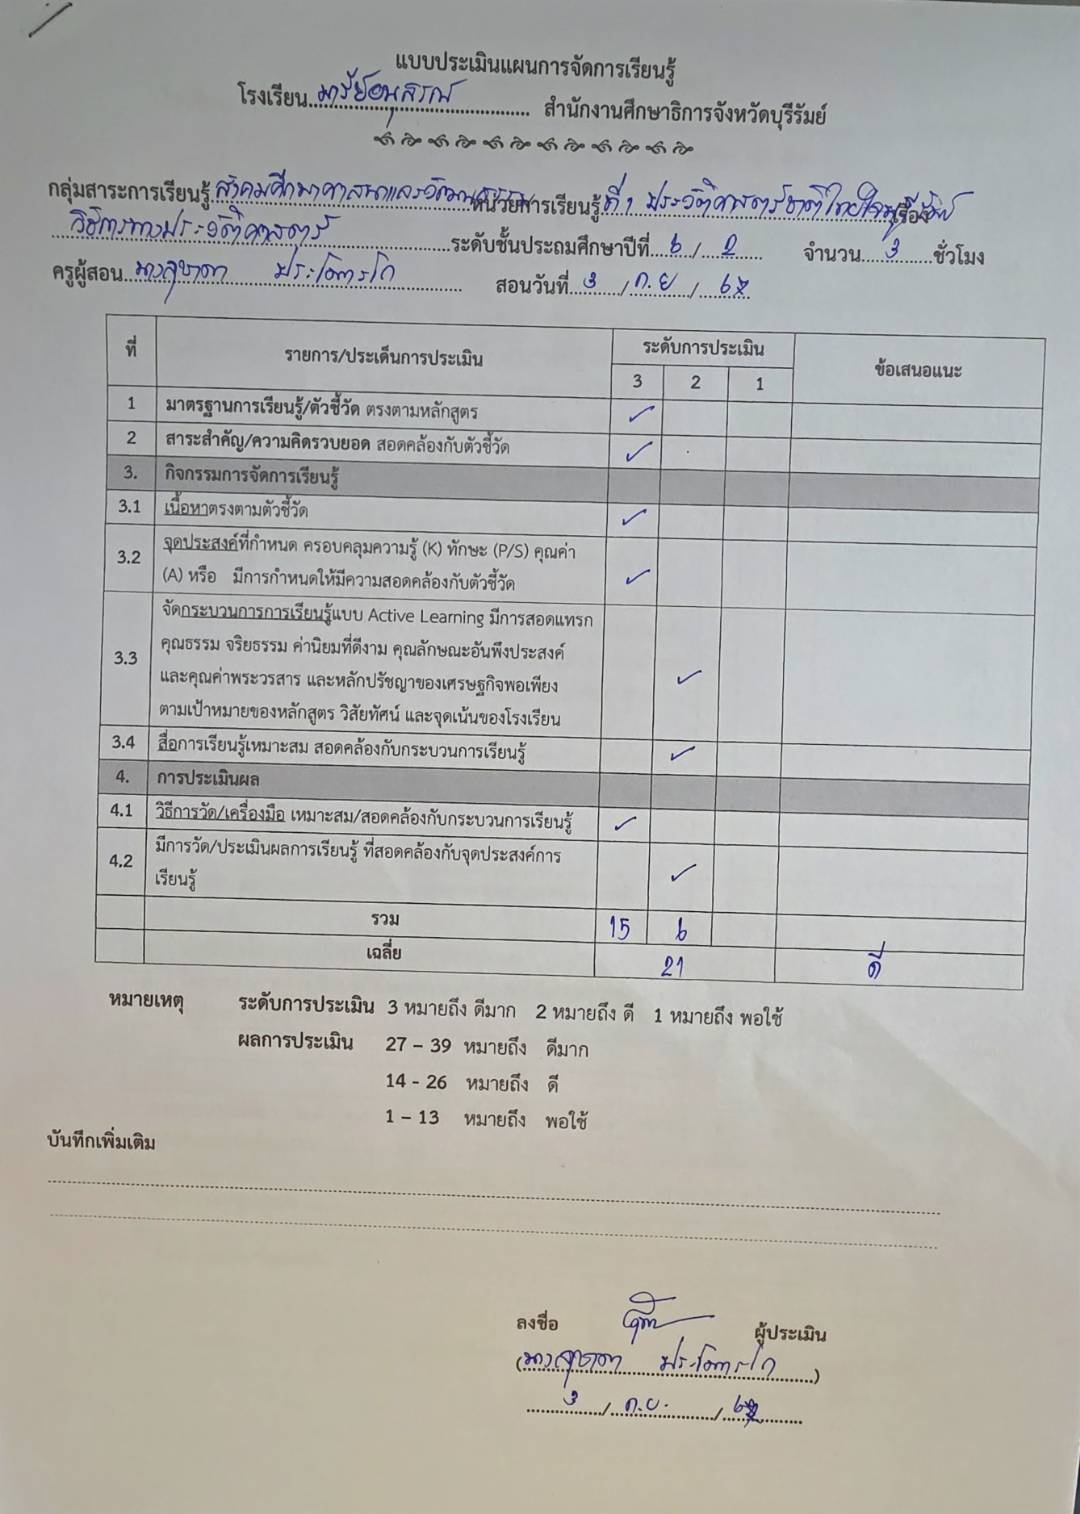 แบบประเมินแผนการจัดการเรียนรู้
โรงเรียน มารีย์อนุสรณ์ สำนักงานศึกษาธิการจังหวัดบุรีรัมย์
กลุ่มสาระการเรียนรู้ สังคมศึกษาศาสนาและวัฒนธรรม หน่วยการเรียนรู้ ที่ 1 ประวัติศาสตร์ชาติไทย เรื่อง
วิธีการทางประวัติศาสตร์ ระดับชั้นประถมศึกษาปีที่ 6 / 2 จำนวน 3 ชั่วโมง
ครูผู้สอน นางสุชาดา สอนวันที่ 3 / ก.ย / 67
ที่ รายการ/ประเด็นการประเมิน ระดับการประเมิน ข้อเสนอแนะ
3 2 1
1 มาตรฐานการเรียนรู้/ตัวชี้วัด ตรงตามหลักสูตร ✓
2 สาระสำคัญ/ความคิดรวบยอด สอดคล้องกับตัวชี้วัด ✓
3. กิจกรรมการจัดการเรียนรู้
3.1 เนื้อหาตรงตามตัวชี้วัด ✓
3.2 จุดประสงค์ที่กำหนด ครอบคลุมความรู้ (K) ทักษะ (P/S) คุณค่า
(A) หรือ มีการกำหนดให้มีความสอดคล้องกับตัวชี้วัด ✓
3.3 จัดกระบวนการการเรียนรู้แบบ Active Learning มีการสอดแทรก
คุณธรรม จริยธรรม ค่านิยมที่ดีงาม คุณลักษณะอันพึงประสงค์
และคุณค่าพระวรสาร และหลักปรัชญาของเศรษฐกิจพอเพียง ✓
ตามเป้าหมายของหลักสูตร วิสัยทัศน์ และจุดเน้นของโรงเรียน
3.4 สื่อการเรียนรู้เหมาะสม สอดคล้องกับกระบวนการเรียนรู้ ✓
4. การประเมินผล
4.1 วิธีการวัด/เครื่องมือ เหมาะสม/สอดคล้องกับกระบวนการเรียนรู้ ✓
4.2 มีการวัด/ประเมินผลการเรียนรู้ ที่สอดคล้องกับจุดประสงค์การ
เรียนรู้ ✓
รวม 15 6
เฉลี่ย 21 ดี
หมายเหตุ ระดับการประเมิน 3 หมายถึง ดีมาก 2 หมายถึง ดี 1 หมายถึง พอใช้
ผลการประเมิน 27 – 39 หมายถึง ดีมาก
14 - 26 หมายถึง ดี
1 – 13 หมายถึง พอใช้
บันทึกเพิ่มเติม
ลงชื่อ ผู้ประเมิน
(นางสุชาดา )
3 / ก.ย. / 67